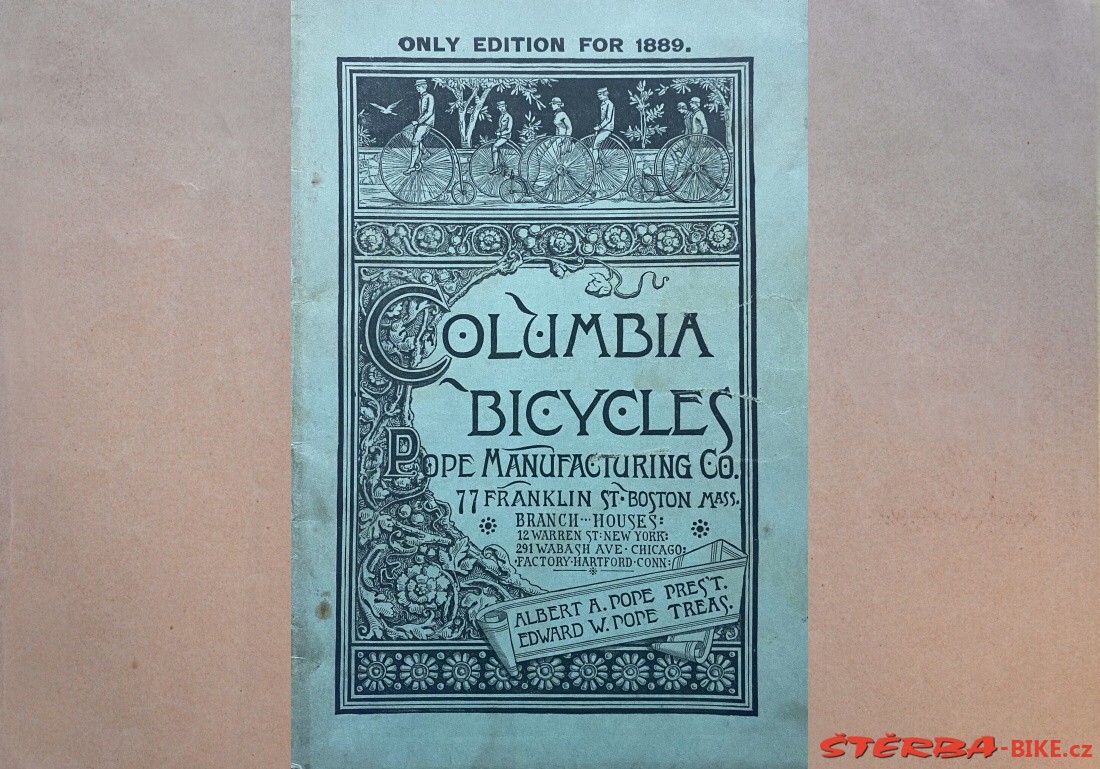 ONLY EDITION FOR 1889.
COLUMBIA
BICYCLES
POPE MANUFACTURING CO.
77 FRANKLIN ST· BOSTON MASS.
BRANCH··HOUSES:
12 WARREN ST· NEW YORK:
291 WABASH AVE· CHICAGO:
·FACTORY·HARTFORD·CONN:
ALBERT A. POPE PRES'T.
EDWARD W. POPE TREAS.
ŠTĚRBA-BIKE.cz